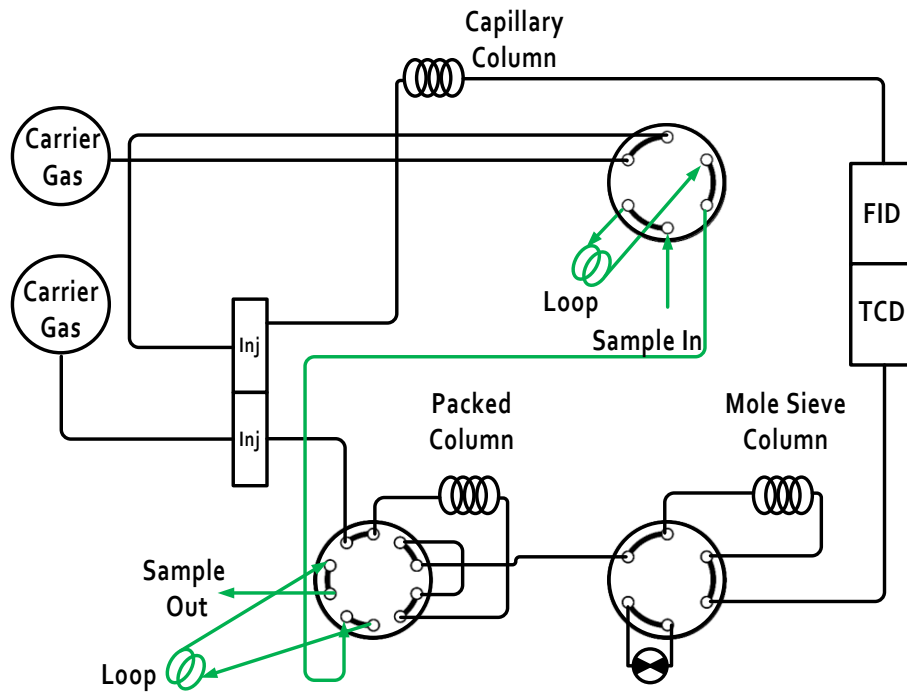 Capillary
Column
Carrier
Gas
FID
Carrier
Gas
Loop
TCD
Inj
Sample In
Packed
Column
Mole Sieve
Column
Inj
Sample
Out
Loop